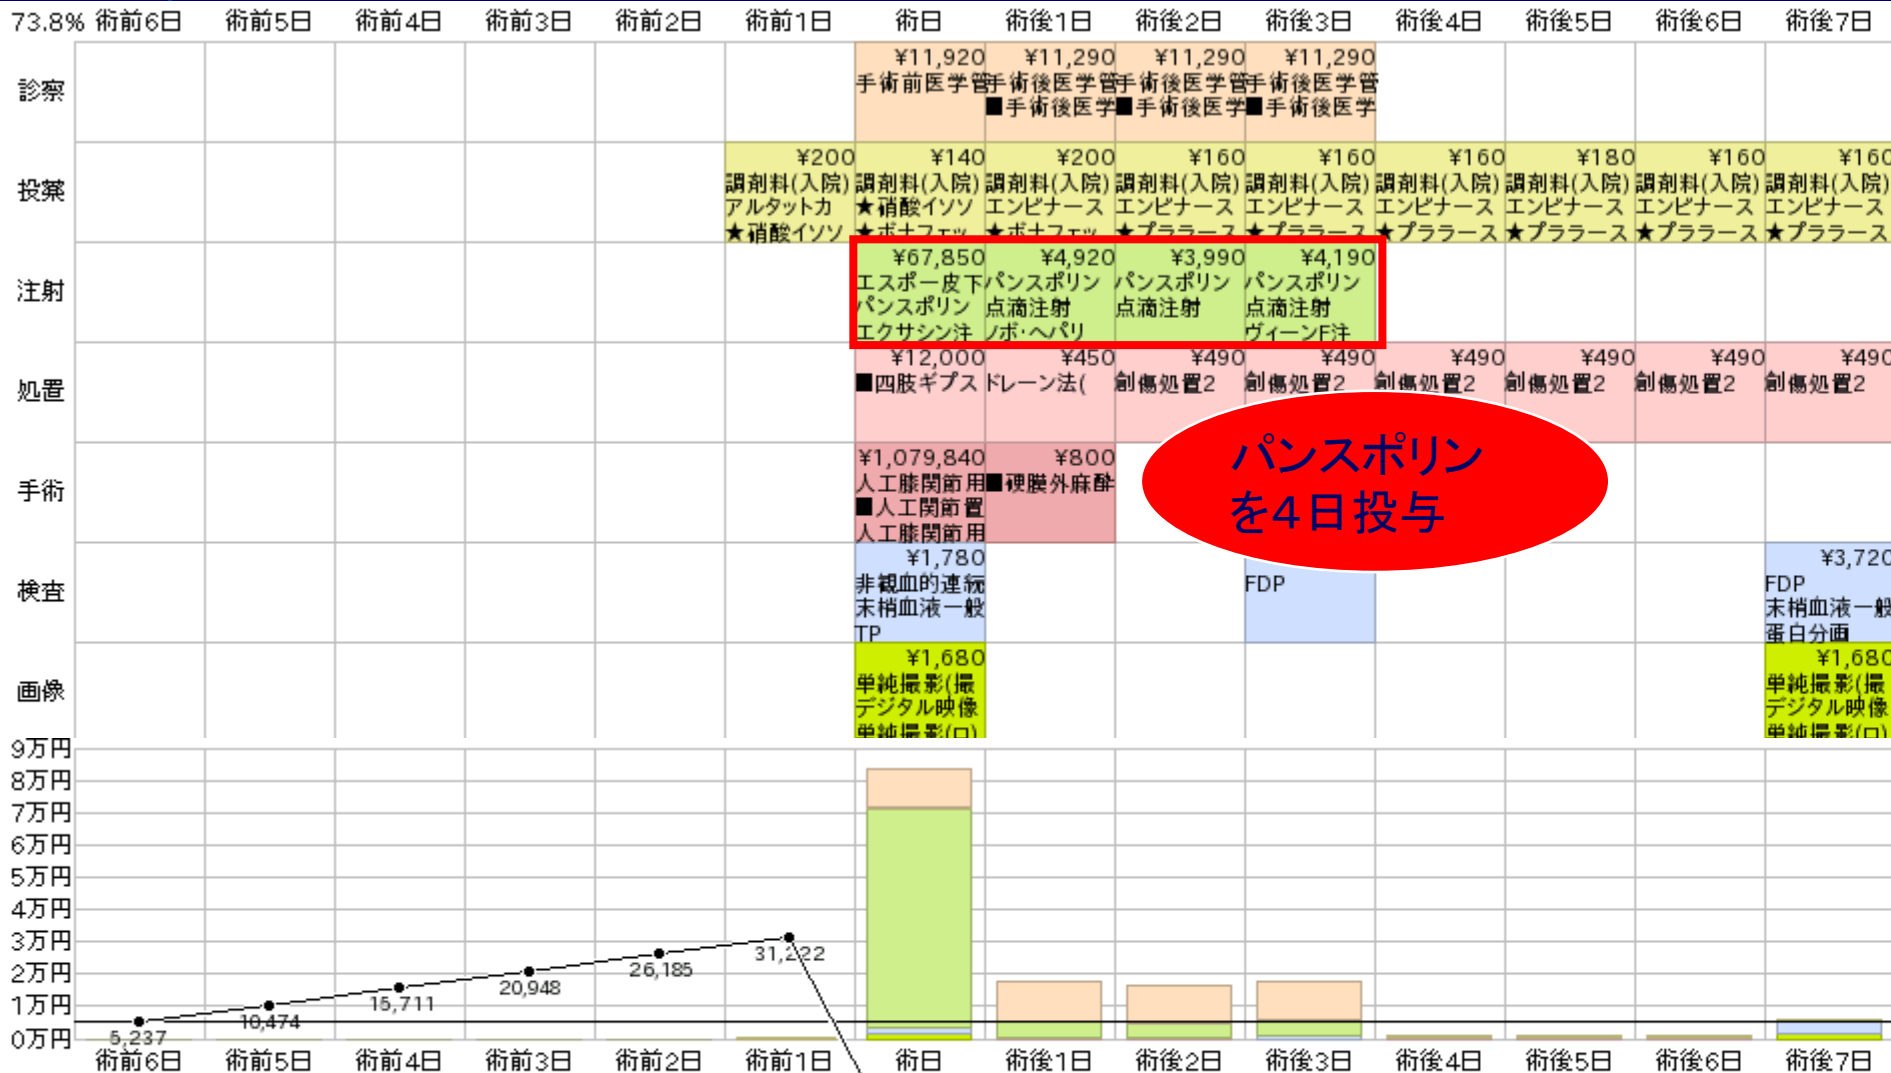 73.8% 術前6日 術前5日 術前4日 術前3日 術前2日 術前1日 術日 術後1日 術後2日 術後3日 術後4日 術後5日 術後6日 術後7日
診察
¥11,920 ¥11,290 ¥11,290 ¥11,290
手術前医学管 手術後医学管 手術後医学管 手術後医学管
■手術後医学 ■手術後医学 ■手術後医学
投薬
¥200 ¥140 ¥200 ¥160 ¥160 ¥160 ¥180 ¥160 ¥160
調剤料(入院) 調剤料(入院) 調剤料(入院) 調剤料(入院) 調剤料(入院) 調剤料(入院) 調剤料(入院) 調剤料(入院) 調剤料(入院)
アルタットカ ★硝酸イソソ エンピナース エンピナース エンピナース エンピナース エンピナース エンピナース エンピナース
★硝酸イソソ ★ボナフェッ ★ボナフェッ ★プララース ★プララース ★プララース ★プララース ★プララース ★プララース
注射
¥67,850 ¥4,920 ¥3,990 ¥4,190
エスポー皮下 パンスポリン パンスポリン パンスポリン
パンスポリン 点滴注射 点滴注射 点滴注射
エクサシン注 ノボ・ヘパリ ヴィーンF注
処置
¥12,000 ¥450 ¥490 ¥490 ¥490 ¥490 ¥490 ¥490
■四肢ギプス ドレーン法( 創傷処置2 創傷処置2 創傷処置2 創傷処置2 創傷処置2 創傷処置2
手術
¥1,079,840 ¥800
人工膝関節用 ■硬膜外麻酔
■人工関節置
人工膝関節用
パンスポリン
を4日投与
検査
¥1,780 ¥3,720
非観血的連続 FDP FDP
末梢血液一般 末梢血液一般
TP 蛋白分画
画像
¥1,680 ¥1,680
単純撮影(撮 単純撮影(撮
デジタル映像 デジタル映像
単純撮影(ロ) 単純撮影(ロ)
9万円
8万円
7万円
6万円
5万円
4万円
3万円
2万円
1万円
0万円
5,237 10,474 15,711 20,948 26,185 31,222
術前6日 術前5日 術前4日 術前3日 術前2日 術前1日 術日 術後1日 術後2日 術後3日 術後4日 術後5日 術後6日 術後7日